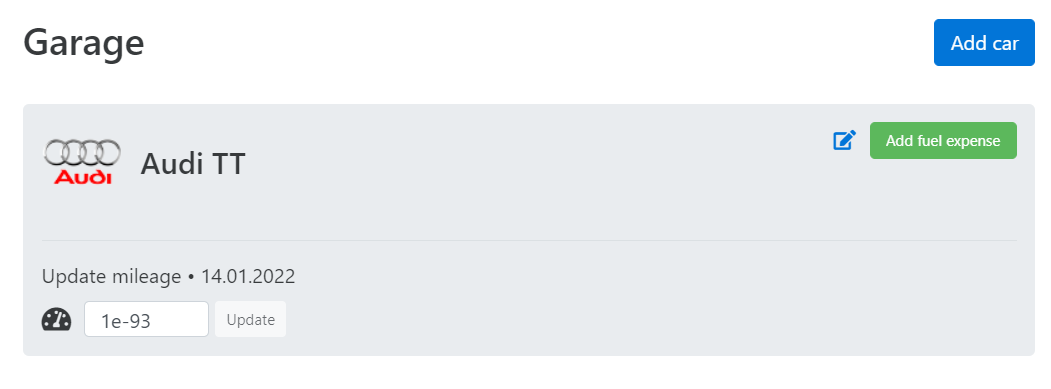 Garage
Add car
Audi
Audi TT
Add fuel expense
Update mileage • 14.01.2022
1e-93
Update